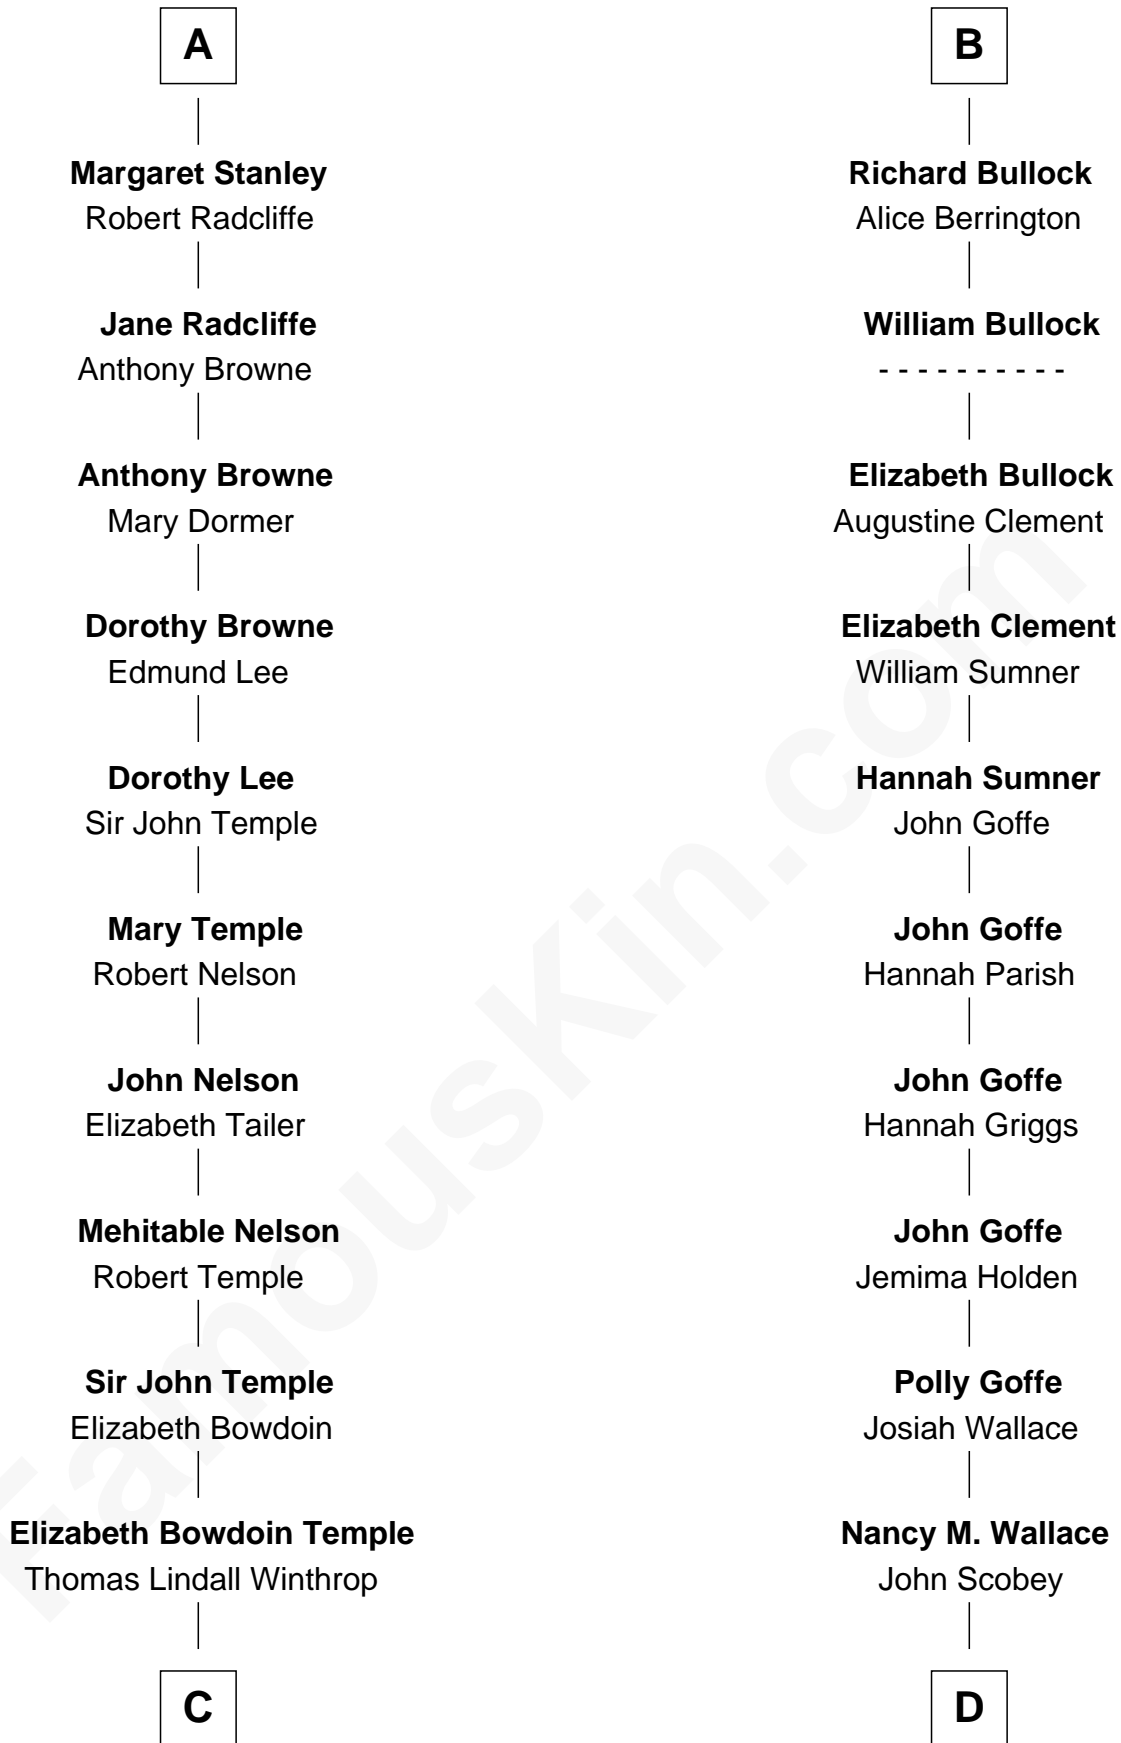 A
Margaret Stanley
Robert Radcliffe
Jane Radcliffe
Anthony Browne
Anthony Browne
Mary Dormer
Dorothy Browne
Edmund Lee
Dorothy Lee
Sir John Temple
Mary Temple
Robert Nelson
John Nelson
Elizabeth Tailer
Mehitable Nelson
Robert Temple
Sir John Temple
Elizabeth Bowdoin
Elizabeth Bowdoin Temple
Thomas Lindall Winthrop
C
B
Richard Bullock
Alice Berrington
William Bullock
- - - - - - - - - -
Elizabeth Bullock
Augustine Clement
Elizabeth Clement
William Sumner
Hannah Sumner
John Goffe
John Goffe
Hannah Parish
John Goffe
Hannah Griggs
John Goffe
Jemima Holden
Polly Goffe
Josiah Wallace
Nancy M. Wallace
John Scobey
D
FamousKin.com